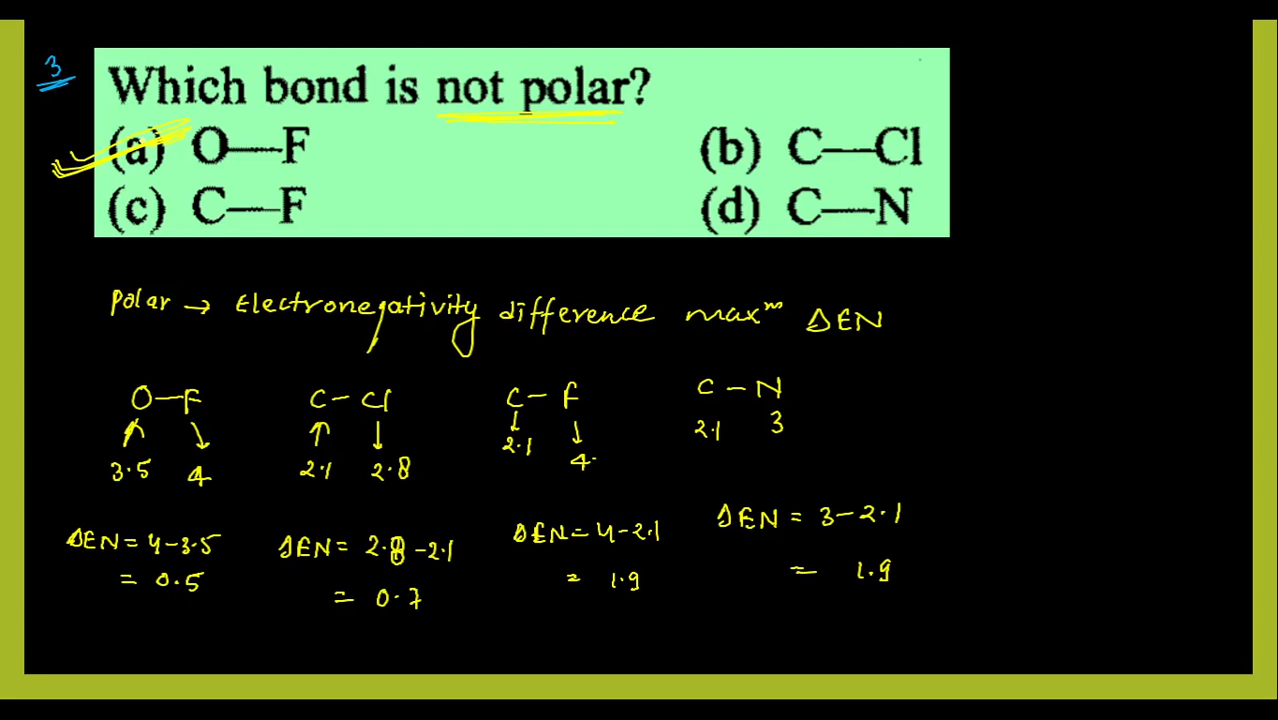 3
Which bond is not polar?
(a) O—F (b) C—Cl
(c) C—F (d) C—N
Polar → Electronegativity difference max^m ΔEN
O—F C-Cl C-F C-N
3.5 4 2.1 2.8 2.1 4 2.1 3
ΔEN = 4-3.5 ΔEN = 2.8-2.1 ΔEN = 4-2.1 ΔEN = 3-2.1
= 0.5 = 0.7 = 1.9 = 1.9